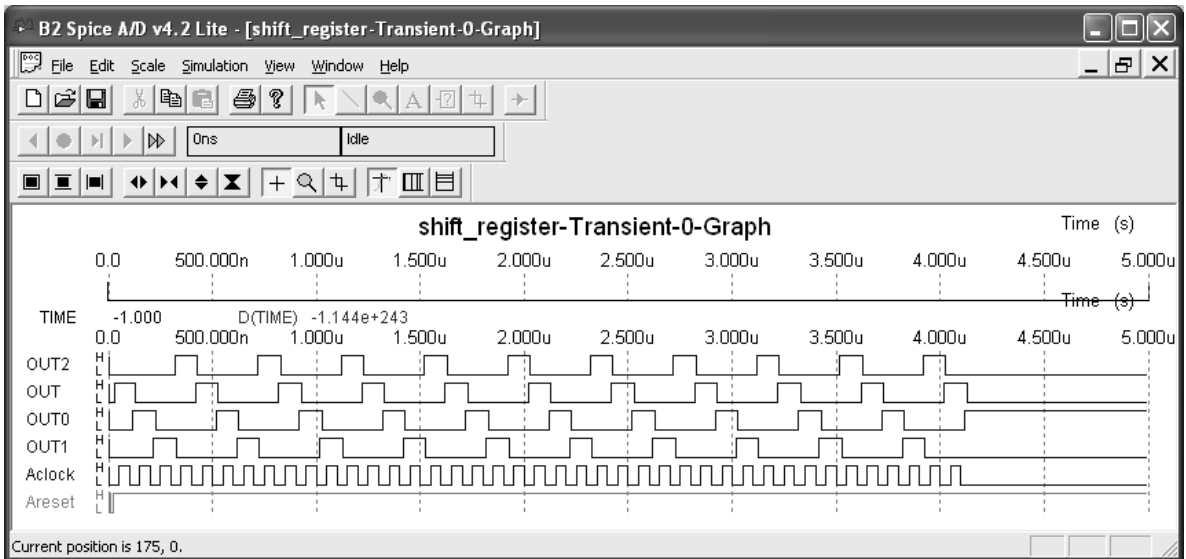 B2 Spice A/D v4.2 Lite - [shift_register-Transient-0-Graph]
DOC File Edit Scale Simulation View Window Help
0ns Idle
shift_register-Transient-0-Graph Time (s)
0.0 500.000n 1.000u 1.500u 2.000u 2.500u 3.000u 3.500u 4.000u 4.500u 5.000u
Time (s)
TIME -1.000 D(TIME) -1.144e+243
0.0 500.000n 1.000u 1.500u 2.000u 2.500u 3.000u 3.500u 4.000u 4.500u 5.000u
OUT2 H L
OUT H L
OUT0 H L
OUT1 H L
Aclock H L
Areset H L
Current position is 175, 0.